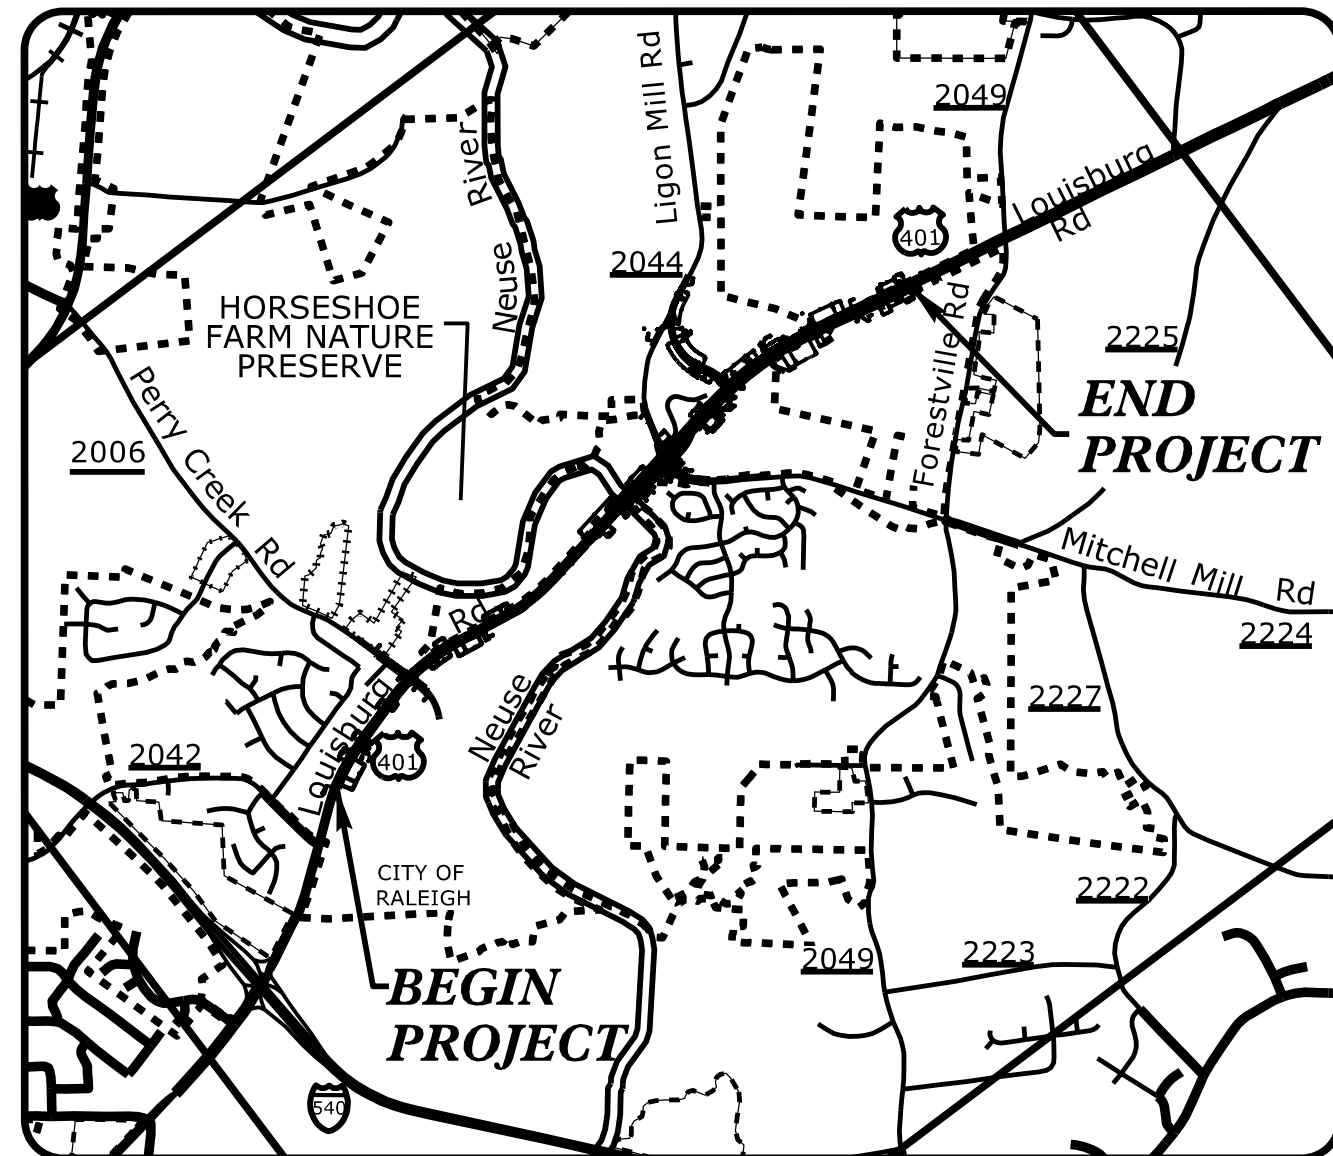 2049
Ligon Mill Rd
River
Neuse
Louisburg
Rd
401
2044
HORSESHOE
FARM NATURE
PRESERVE
Forestville Rd
2225
END
PROJECT
Perry Creek Rd
2006
Mitchell Mill Rd
2224
Rd
Louisburg
2227
Neuse
River
2042
401
CITY OF
RALEIGH
2222
2049
2223
BEGIN
PROJECT
540